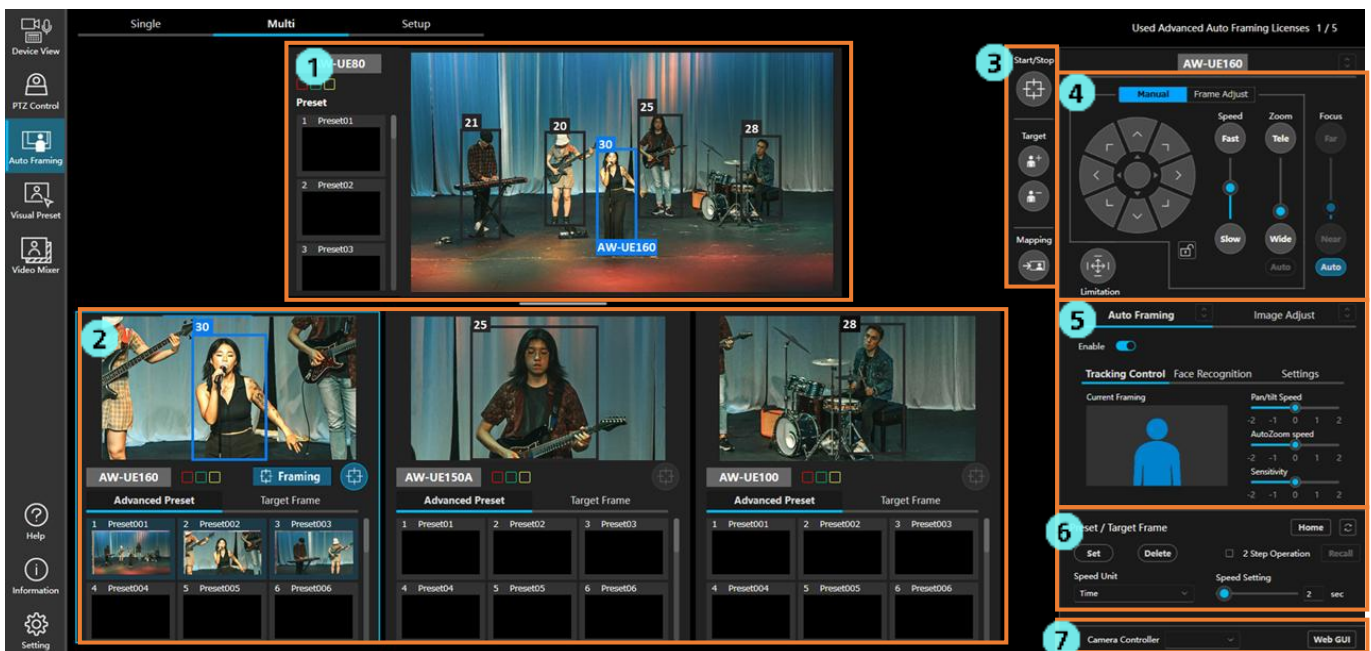 Single Multi Setup
Used Advanced Auto Framing Licenses 1 / 5
Device View
PTZ Control
Auto Framing
Visual Preset
Video Mixer
Help
Information
Setting
1
-UE80
Preset
1 Preset01
2 Preset02
3 Preset03
21
20
30
25
28
AW-UE160
2
30
AW-UE160
Framing
Advanced Preset Target Frame
1 Preset001 2 Preset002 3 Preset003
4 Preset004 5 Preset005 6 Preset006
25
AW-UE150A
Advanced Preset Target Frame
1 Preset01 2 Preset02 3 Preset03
4 Preset04 5 Preset05 6 Preset06
28
AW-UE100
Advanced Preset Target Frame
1 Preset001 2 Preset002 3 Preset003
4 Preset004 5 Preset005 6 Preset006
3
Start/Stop
Target
Mapping
AW-UE160
4
Manual Frame Adjust
Speed Zoom Focus
Fast Tele Far
Slow Wide Near
Auto Auto
Limitation
5
Auto Framing Image Adjust
Enable
Tracking Control Face Recognition Settings
Current Framing
Pan/tilt Speed
-2 -1 0 1 2
AutoZoom speed
-2 -1 0 1 2
Sensitivity
-2 -1 0 1 2
6
eset / Target Frame Home
Set Delete 2 Step Operation Recall
Speed Unit Speed Setting
Time 2 sec
7
Camera Controller Web GUI